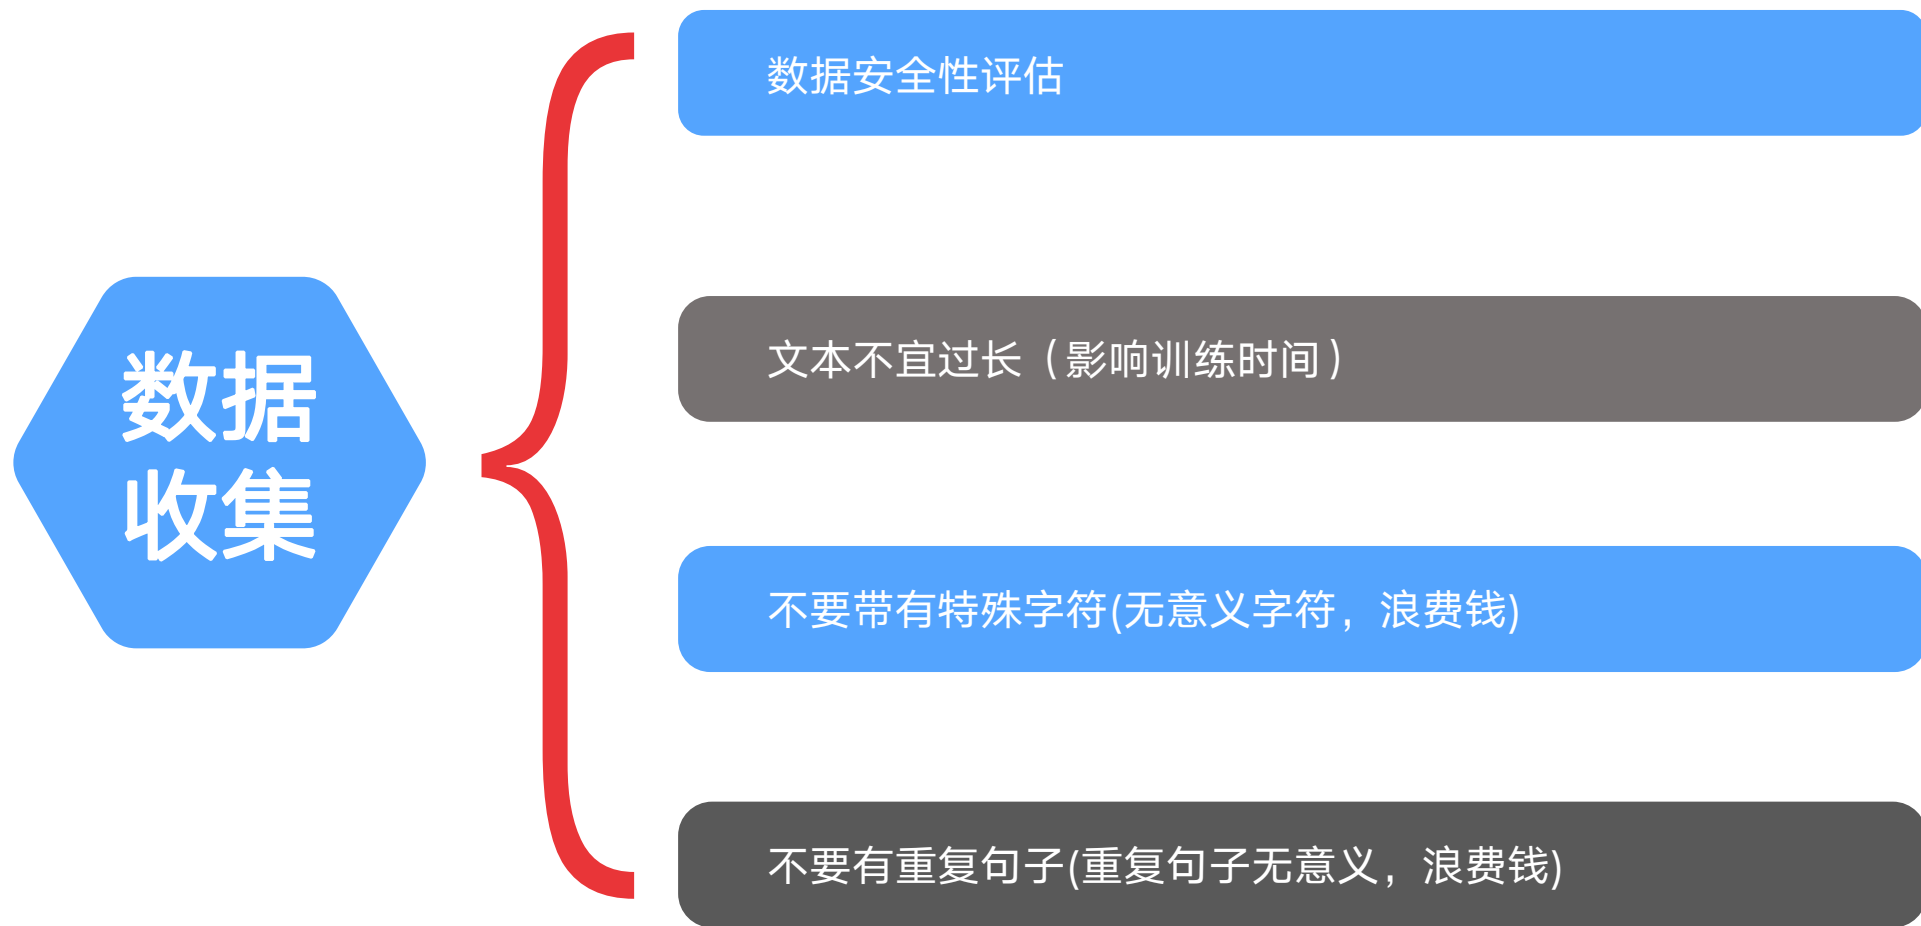 数据
收集
数据安全性评估
文本不宜过长（影响训练时间）
不要带有特殊字符(无意义字符，浪费钱)
不要有重复句子(重复句子无意义，浪费钱)